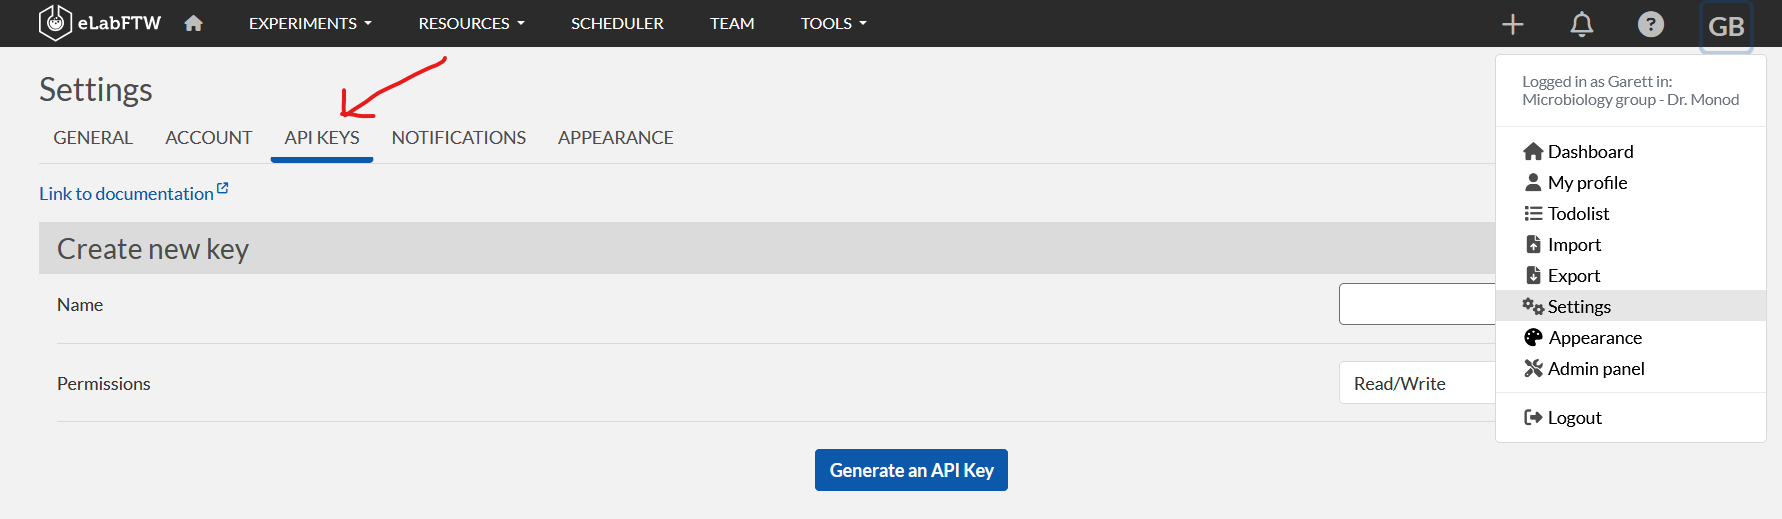 eLabFTW EXPERIMENTS RESOURCES SCHEDULER TEAM TOOLS ? GB
Logged in as Garett in:
Microbiology group - Dr. Monod
Dashboard
My profile
Todolist
Import
Export
Settings
Appearance
Admin panel
Logout
Settings
GENERAL ACCOUNT API KEYS NOTIFICATIONS APPEARANCE
Link to documentation
Create new key
Name
Permissions Read/Write
Generate an API Key